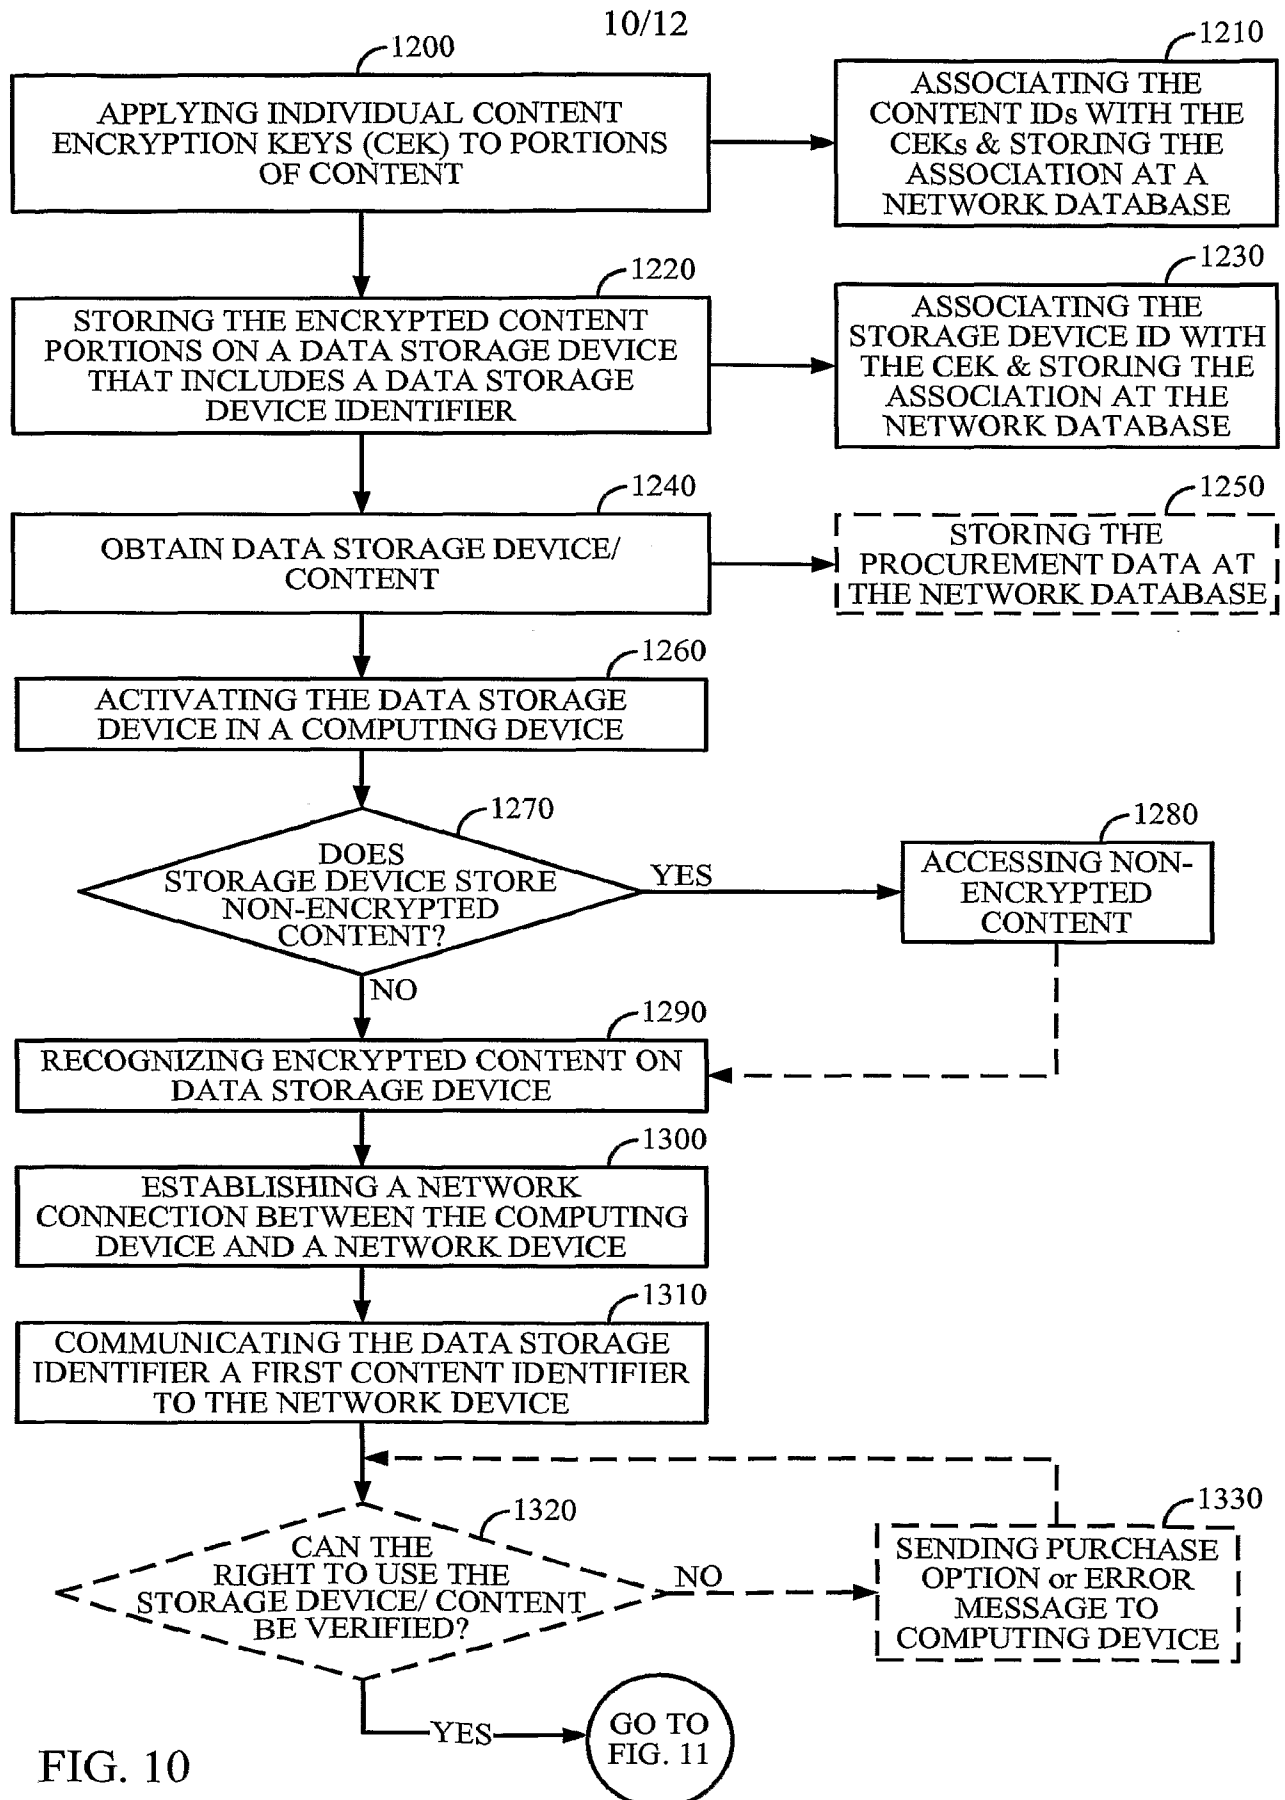 10/12
1200
APPLYING INDIVIDUAL CONTENT
ENCRYPTION KEYS (CEK) TO PORTIONS
OF CONTENT
1210
ASSOCIATING THE
CONTENT IDs WITH THE
CEKs & STORING THE
ASSOCIATION AT A
NETWORK DATABASE
1220
STORING THE ENCRYPTED CONTENT
PORTIONS ON A DATA STORAGE DEVICE
THAT INCLUDES A DATA STORAGE
DEVICE IDENTIFIER
1230
ASSOCIATING THE
STORAGE DEVICE ID WITH
THE CEK & STORING THE
ASSOCIATION AT THE
NETWORK DATABASE
1240
OBTAIN DATA STORAGE DEVICE/
CONTENT
1250
STORING THE
PROCUREMENT DATA AT
THE NETWORK DATABASE
1260
ACTIVATING THE DATA STORAGE
DEVICE IN A COMPUTING DEVICE
1270
DOES
STORAGE DEVICE STORE
NON-ENCRYPTED
CONTENT?
YES
1280
ACCESSING NON-
ENCRYPTED
CONTENT
NO
1290
RECOGNIZING ENCRYPTED CONTENT ON
DATA STORAGE DEVICE
1300
ESTABLISHING A NETWORK
CONNECTION BETWEEN THE COMPUTING
DEVICE AND A NETWORK DEVICE
1310
COMMUNICATING THE DATA STORAGE
IDENTIFIER A FIRST CONTENT IDENTIFIER
TO THE NETWORK DEVICE
1320
CAN THE
RIGHT TO USE THE
STORAGE DEVICE/ CONTENT
BE VERIFIED?
NO
1330
SENDING PURCHASE
OPTION or ERROR
MESSAGE TO
COMPUTING DEVICE
YES
GO TO
FIG. 11
FIG. 10